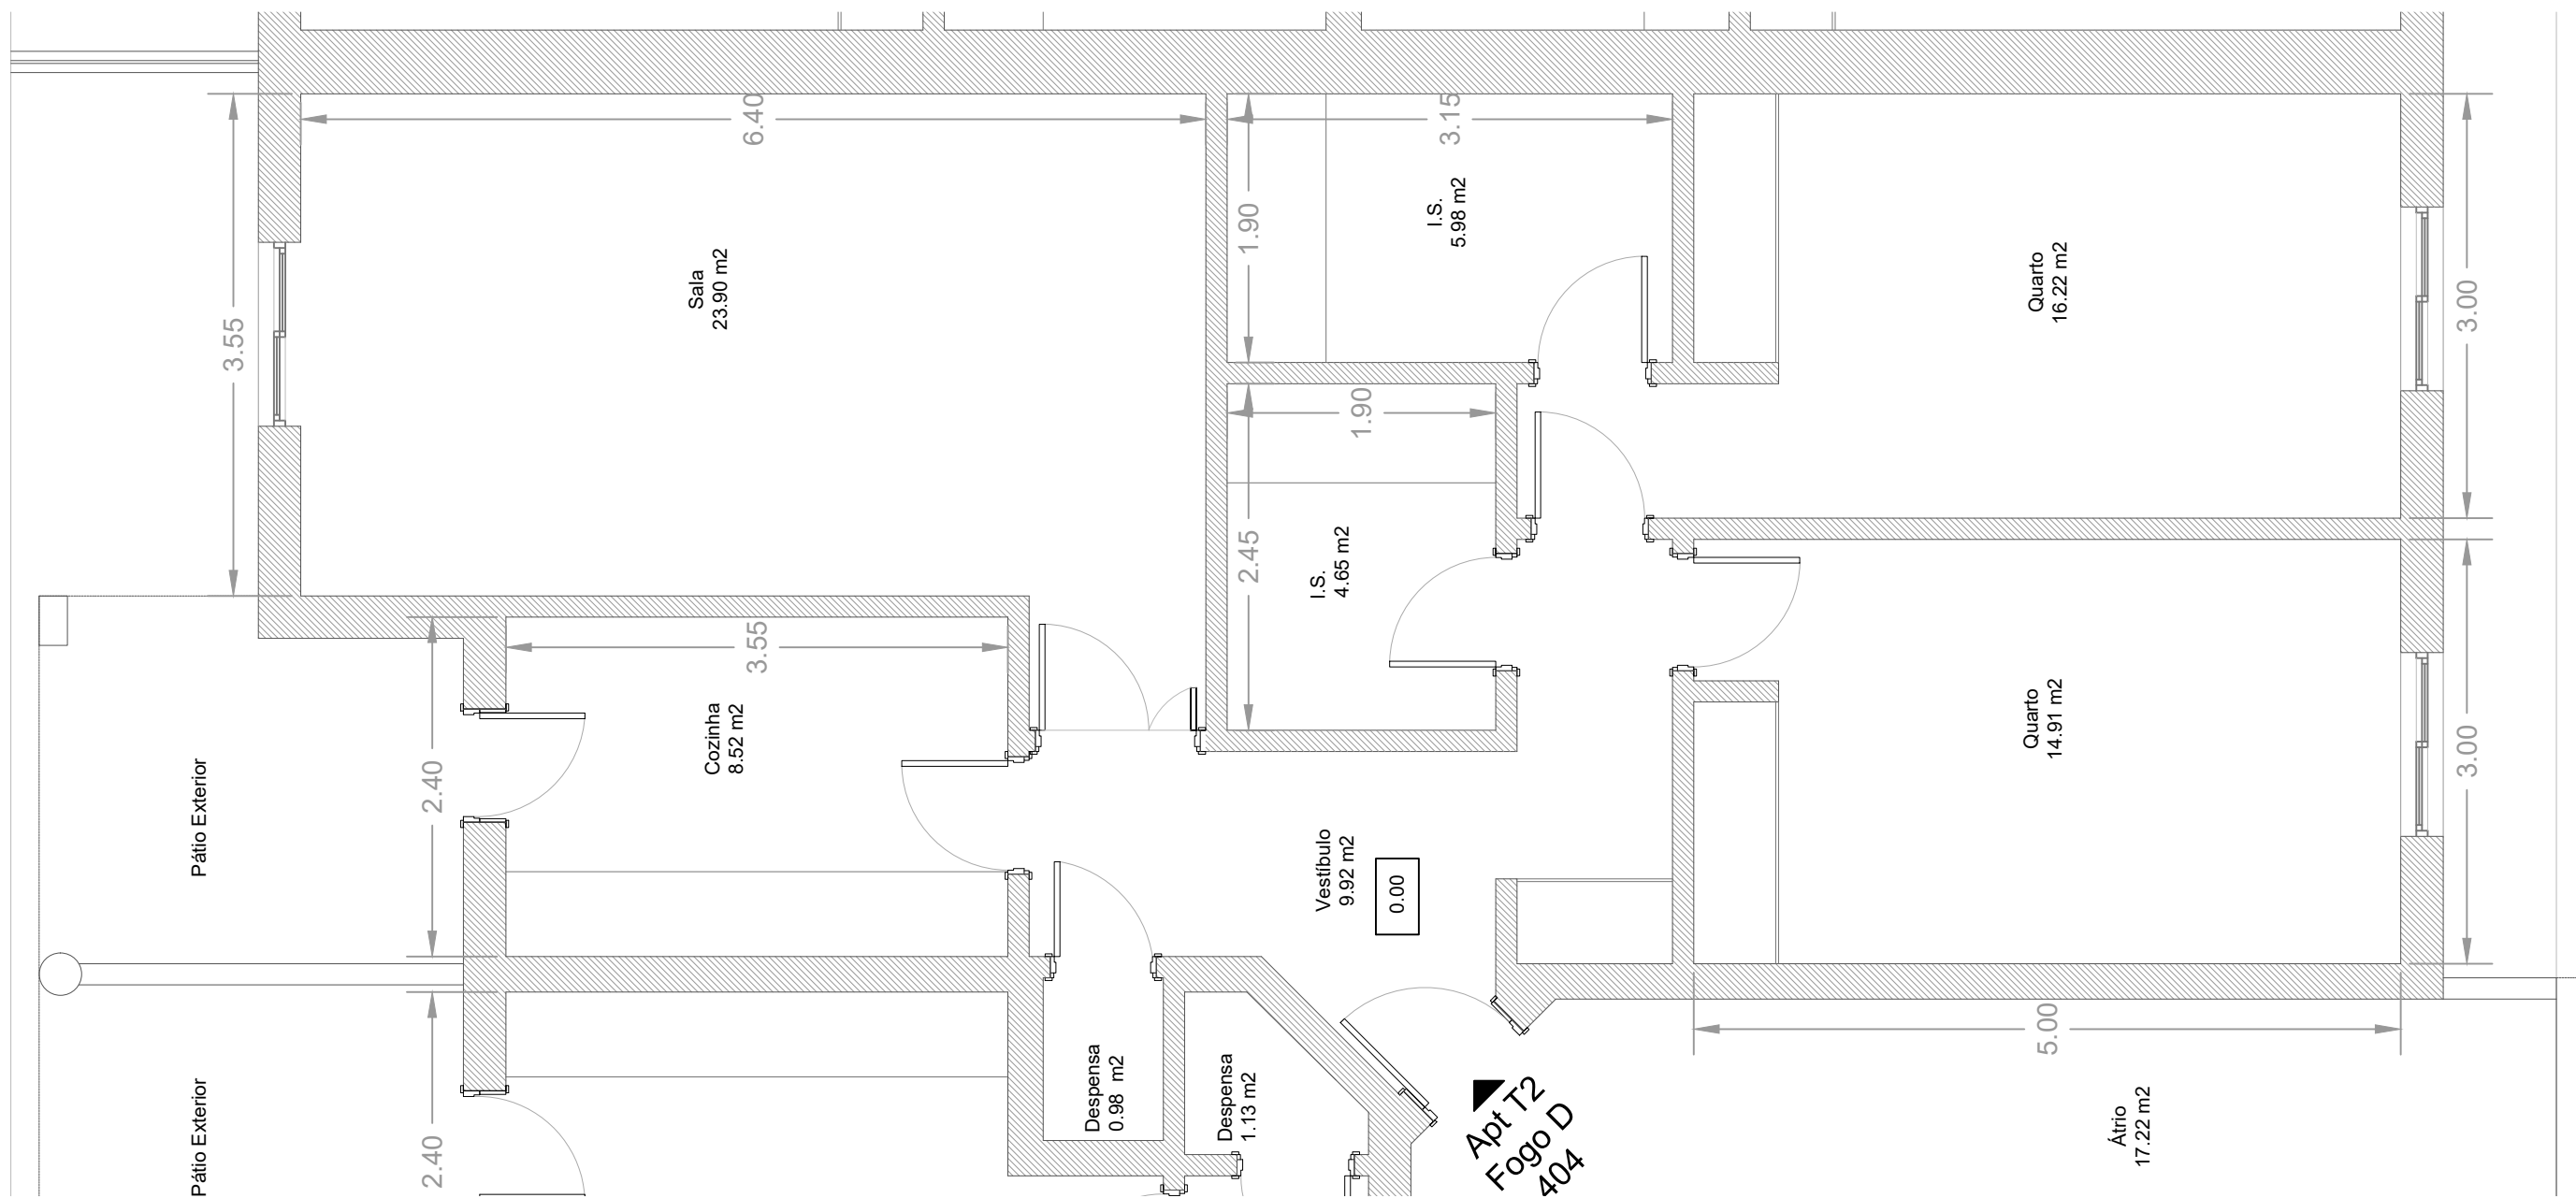 6.40
3.15
3.55
1.90
3.00
Sala
23.90 m2
I.S.
5.98 m2
Quarto
16.22 m2
1.90
2.45
I.S.
4.65 m2
3.55
2.40
Cozinha
8.52 m2
Quarto
14.91 m2
3.00
Pátio Exterior
Vestíbulo
9.92 m2
0.00
5.00
Despensa
0.98 m2
Despensa
1.13 m2
Apt T2
Fogo D
404
Átrio
17.22 m2
Pátio Exterior
2.40